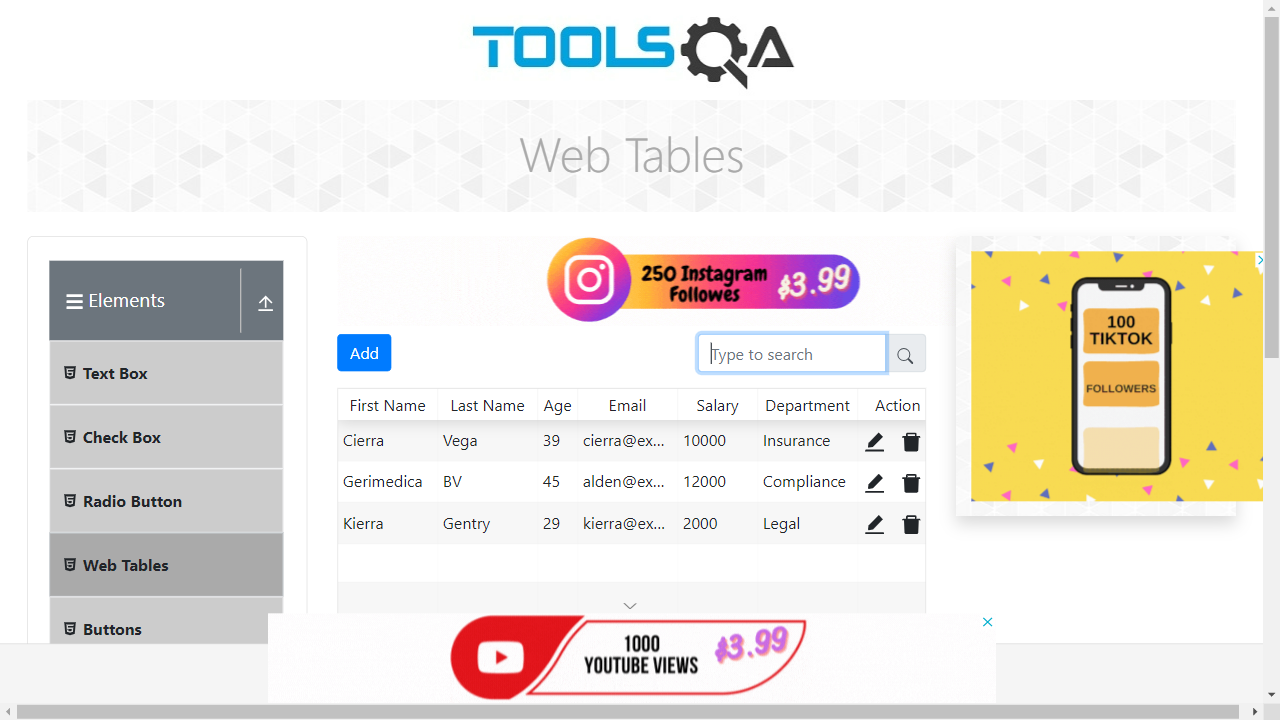 TOOLSQA
Web Tables
Elements
Text Box
Check Box
Radio Button
Web Tables
Buttons
250 Instagram
Followes
$3.99
Add
Type to search
First Name Last Name Age Email Salary Department Action
Cierra Vega 39 cierra@ex... 10000 Insurance
Gerimedica BV 45 alden@ex... 12000 Compliance
Kierra Gentry 29 kierra@ex... 2000 Legal
100
TIKTOK
FOLLOWERS
1000
YOUTUBE VIEWS
$3.99